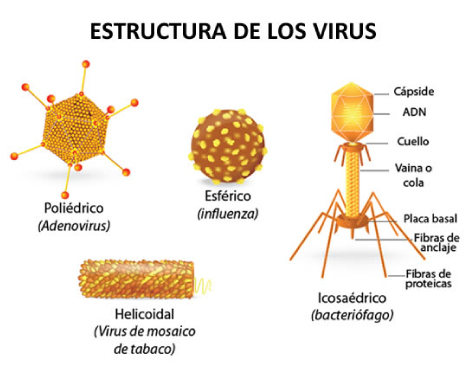 ESTRUCTURA DE LOS VIRUS
Poliédrico
(Adenovirus)
Esférico
(influenza)
Helicoidal
(Virus de mosaico
de tabaco)
Cápside
ADN
Cuello
Vaina o
cola
Placa basal
Fibras de
anclaje
Fibras de
proteicas
Icosaédrico
(bacteriófago)